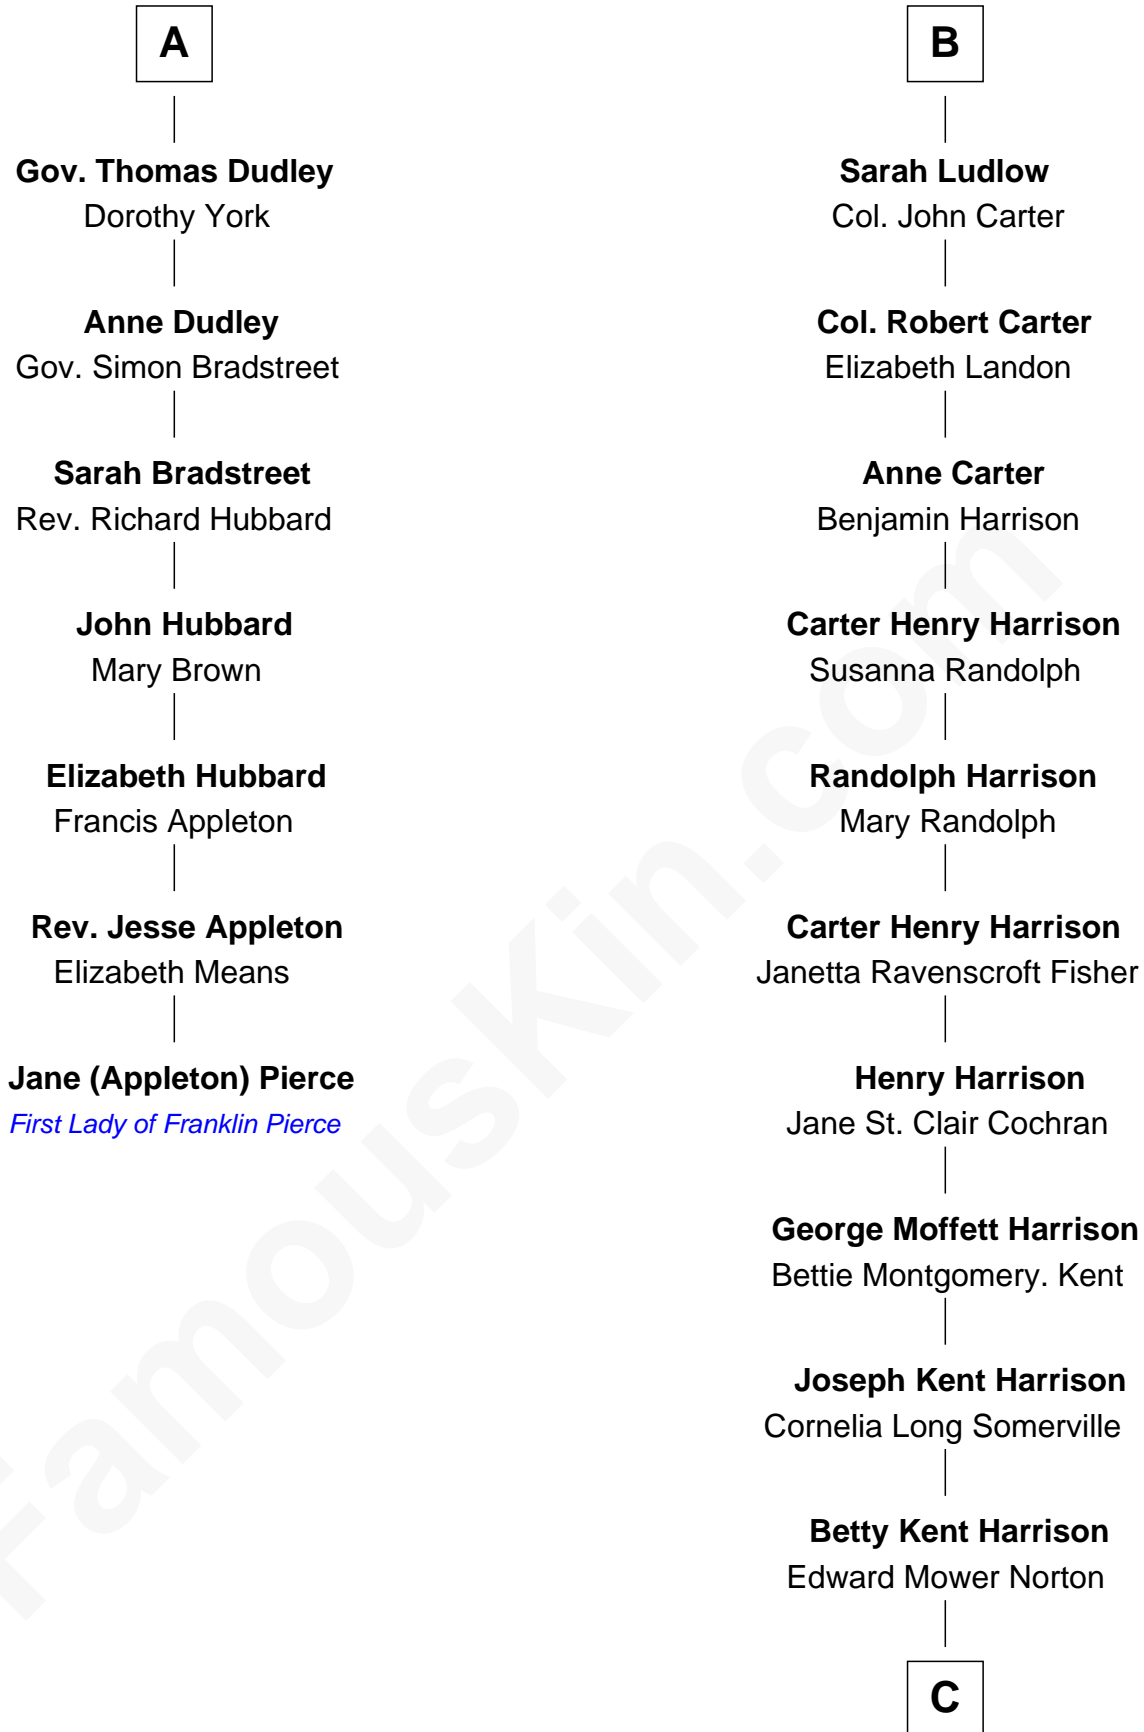 A
Gov. Thomas Dudley
Dorothy York
Anne Dudley
Gov. Simon Bradstreet
Sarah Bradstreet
Rev. Richard Hubbard
John Hubbard
Mary Brown
Elizabeth Hubbard
Francis Appleton
Rev. Jesse Appleton
Elizabeth Means
Jane (Appleton) Pierce
First Lady of Franklin Pierce
B
Sarah Ludlow
Col. John Carter
Col. Robert Carter
Elizabeth Landon
Anne Carter
Benjamin Harrison
Carter Henry Harrison
Susanna Randolph
Randolph Harrison
Mary Randolph
Carter Henry Harrison
Janetta Ravenscroft Fisher
Henry Harrison
Jane St. Clair Cochran
George Moffett Harrison
Bettie Montgomery. Kent
Joseph Kent Harrison
Cornelia Long Somerville
Betty Kent Harrison
Edward Mower Norton
C
FamousKin.com